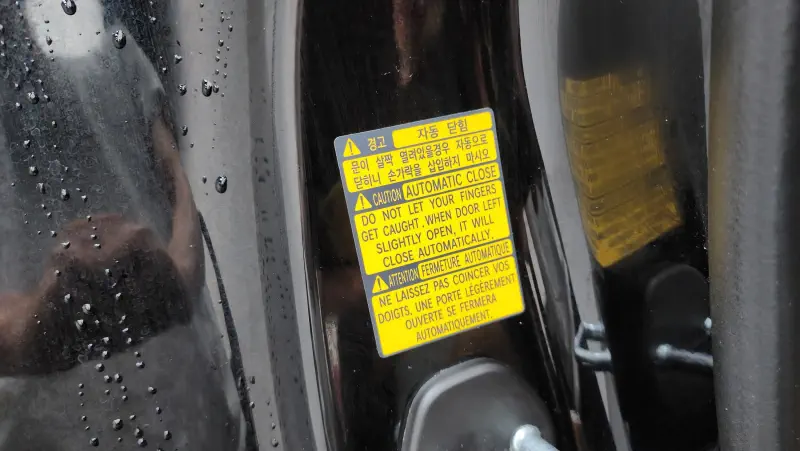 경고 자동 닫힘
문이 살짝 열려있을경우 자동으로
닫히니 손가락을 삽입하지 마시오
CAUTION AUTOMATIC CLOSE
DO NOT LET YOUR FINGERS
GET CAUGHT. WHEN DOOR LEFT
SLIGHTLY OPEN, IT WILL
CLOSE AUTOMATICALLY.
ATTENTION FERMETURE AUTOMATIQUE
NE LAISSEZ PAS COINCER VOS
DOIGTS. UNE PORTE LÉGÈREMENT
OUVERTE SE FERMERA
AUTOMATIQUEMENT.